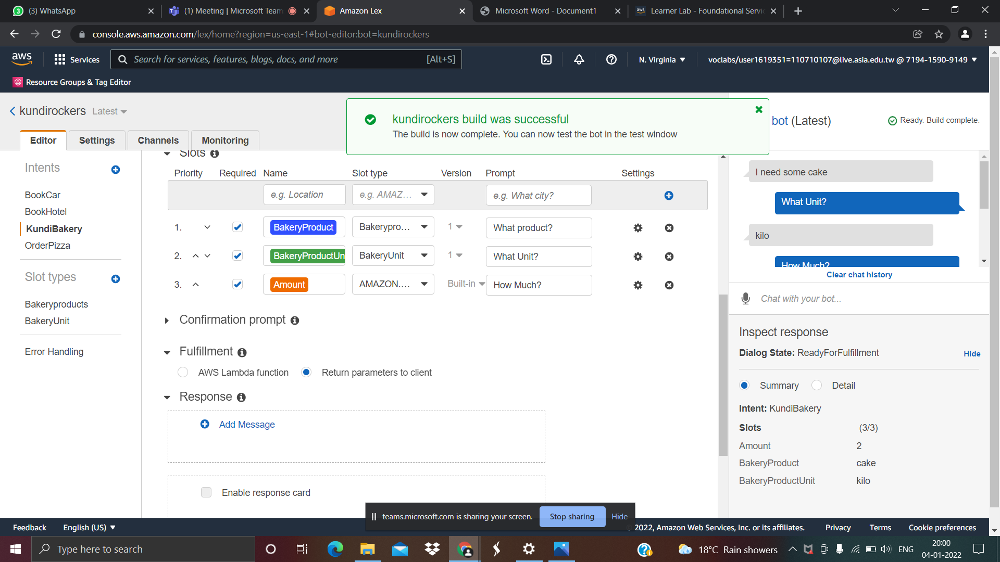 (3) WhatsApp
(1) Meeting | Microsoft Team
Amazon Lex
Microsoft Word - Document1
Learner Lab - Foundational Servic
console.aws.amazon.com/lex/home?region=us-east-1#bot-editor:bot=kundirockers
aws
Services
Search for services, features, blogs, docs, and more
[Alt+S]
N. Virginia
voclabs/user1619351=110710107@live.asia.edu.tw @ 7194-1590-9149
Resource Groups & Tag Editor
kundirockers Latest
kundirockers build was successful
The build is now complete. You can now test the bot in the test window
bot (Latest)
Ready. Build complete.
Editor
Settings
Channels
Monitoring
Intents
BookCar
BookHotel
KundiBakery
OrderPizza
Slot types
Bakeryproducts
BakeryUnit
Error Handling
Slots
Priority Required Name Slot type Version Prompt Settings
e.g. Location e.g. AMAZ... e.g. What city?
1. BakeryProduct Bakerypro... 1 What product?
2. BakeryProductUn BakeryUnit 1 What Unit?
3. Amount AMAZON.... Built-in How Much?
Confirmation prompt
Fulfillment
AWS Lambda function
Return parameters to client
Response
Add Message
Enable response card
I need some cake
What Unit?
kilo
How Much?
Clear chat history
Chat with your bot...
Inspect response
Dialog State: ReadyForFulfillment
Hide
Summary
Detail
Intent: KundiBakery
Slots (3/3)
Amount 2
BakeryProduct cake
BakeryProductUnit kilo
teams.microsoft.com is sharing your screen.
Stop sharing
Hide
Feedback
English (US)
2022, Amazon Web Services, Inc. or its affiliates.
Privacy
Terms
Cookie preferences
Type here to search
18°C Rain showers
ENG
20:00
04-01-2022